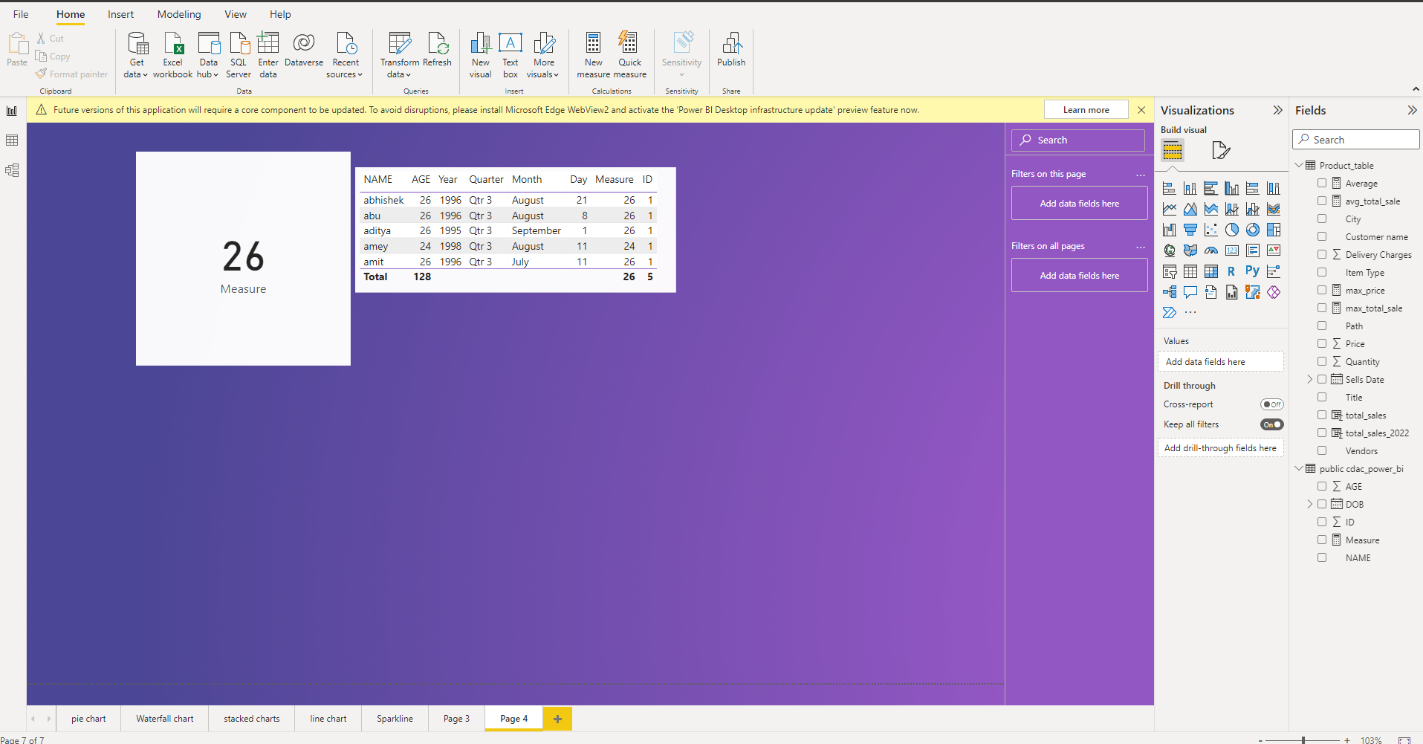 File Home Insert Modeling View Help
Paste
Cut
Copy
Format painter
Clipboard
Get data
Excel workbook
Data hub
SQL Server
Enter data
Dataverse
Recent sources
Data
Transform data
Refresh
Queries
New visual
Text box
More visuals
Insert
New measure
Quick measure
Calculations
Sensitivity
Sensitivity
Publish
Share
Future versions of this application will require a core component to be updated. To avoid disruptions, please install Microsoft Edge WebView2 and activate the 'Power BI Desktop infrastructure update' preview feature now.
Learn more
26
Measure
NAME AGE Year Quarter Month Day Measure ID
abhishek 26 1996 Qtr 3 August 21 26 1
abu 26 1996 Qtr 3 August 8 26 1
aditya 26 1995 Qtr 3 September 1 26 1
amey 24 1998 Qtr 3 August 11 24 1
amit 26 1996 Qtr 3 July 11 26 1
Total 128 26 5
Search
Filters on this page ...
Add data fields here
Filters on all pages ...
Add data fields here
Visualizations
Build visual
R Py
123
...
Values
Add data fields here
Drill through
Cross-report Off
Keep all filters On
Add drill-through fields here
Fields
Search
Product_table
Average
avg_total_sale
City
Customer name
Delivery Charges
Item Type
max_price
max_total_sale
Path
Price
Quantity
Sells Date
Title
total_sales
total_sales_2022
Vendors
public cdac_power_bi
AGE
DOB
ID
Measure
NAME
pie chart Waterfall chart stacked charts line chart Sparkline Page 3 Page 4 +
Page 7 of 7
- + 103%